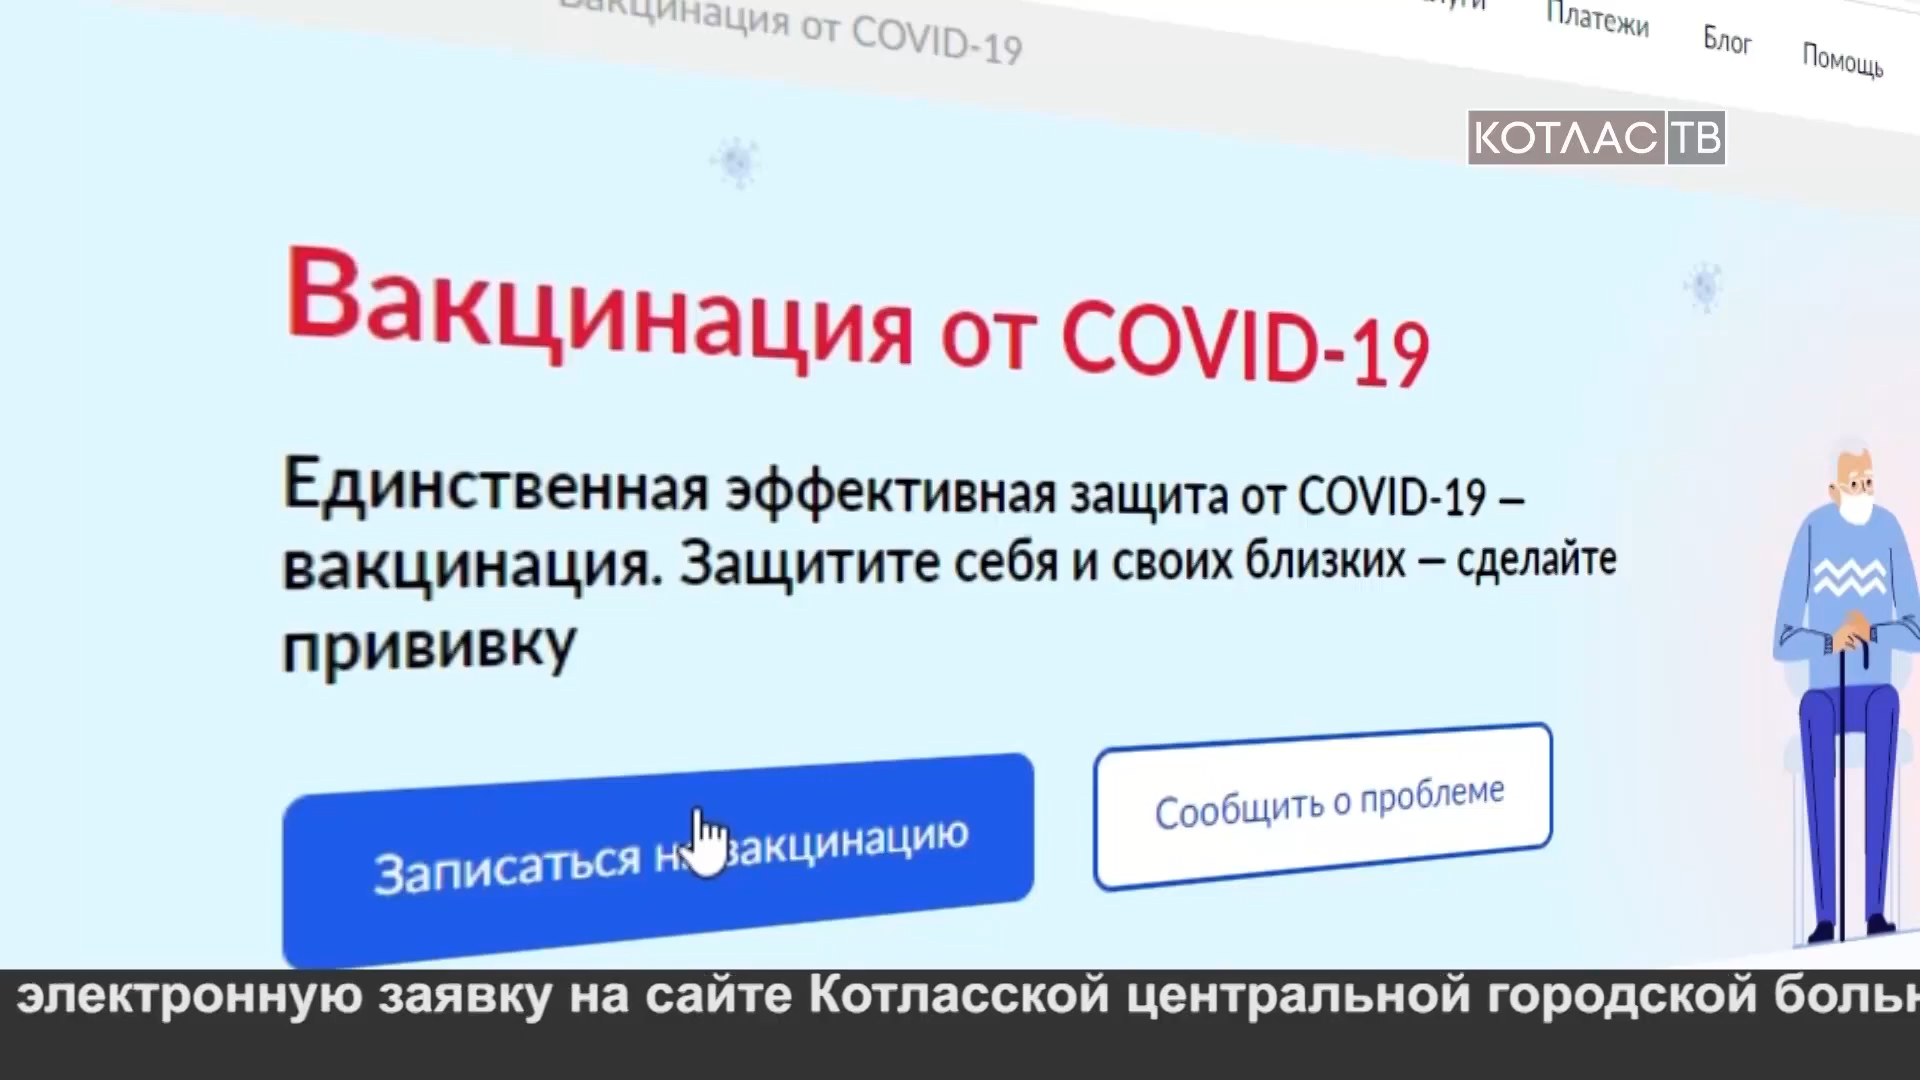 Вакцинация от COVID-19
Платежи
Блог
Помощь
КОТЛАС ТВ
Вакцинация от COVID-19
Единственная эффективная защита от COVID-19 –
вакцинация. Защитите себя и своих близких – сделайте
прививку
Записаться на вакцинацию
Сообщить о проблеме
электронную заявку на сайте Котласской центральной городской